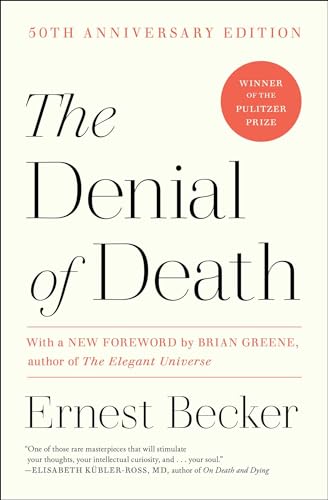 50TH ANNIVERSARY EDITION
WINNER
OF THE
PULITZER
PRIZE
The
Denial
of Death
With a NEW FOREWORD by BRIAN GREENE,
author of The Elegant Universe
Ernest Becker
"One of those rare masterpieces that will stimulate
your thoughts, your intellectual curiosity, and . . . your soul."
—ELISABETH KÜBLER-ROSS, MD, author of On Death and Dying